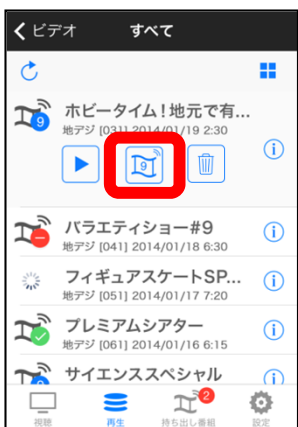 ビデオ すべて
9
ホビータイム!地元で有...
地デジ [031] 2014/01/19 2:30
9
バラエティショー#9
地デジ [041] 2014/01/18 6:30
フィギュアスケートSP...
地デジ [051] 2014/01/17 7:20
プレミアムシアター
地デジ [061] 2014/01/16 6:15
サイエンススペシャル
2
視聴 再生 持ち出し番組 設定